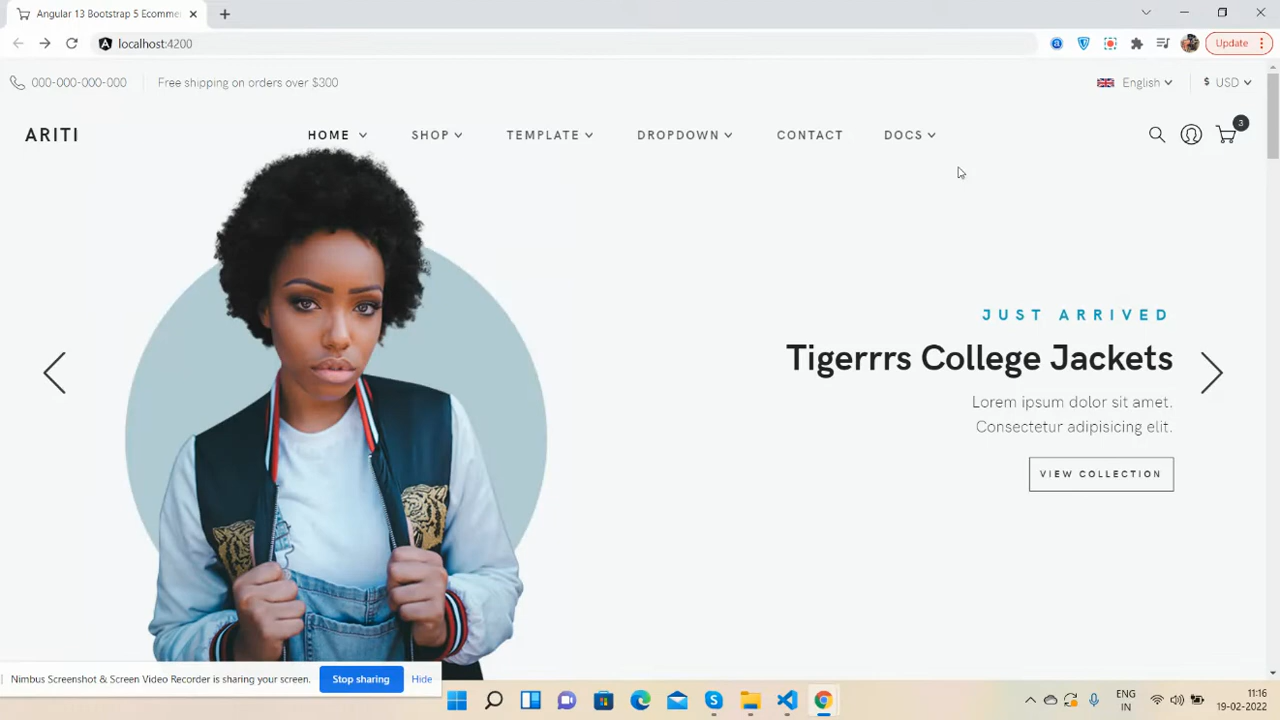 Angular 13 Bootstrap 5 Ecomme
localhost:4200
Update
000-000-000-000
Free shipping on orders over $300
English
$ USD
ARITI
HOME
SHOP
TEMPLATE
DROPDOWN
CONTACT
DOCS
3
JUST ARRIVED
Tigerrrs College Jackets
Lorem ipsum dolor sit amet.
Consectetur adipisicing elit.
VIEW COLLECTION
Nimbus Screenshot & Screen Video Recorder is sharing your screen.
Stop sharing
Hide
ENG
IN
11:16
19-02-2022